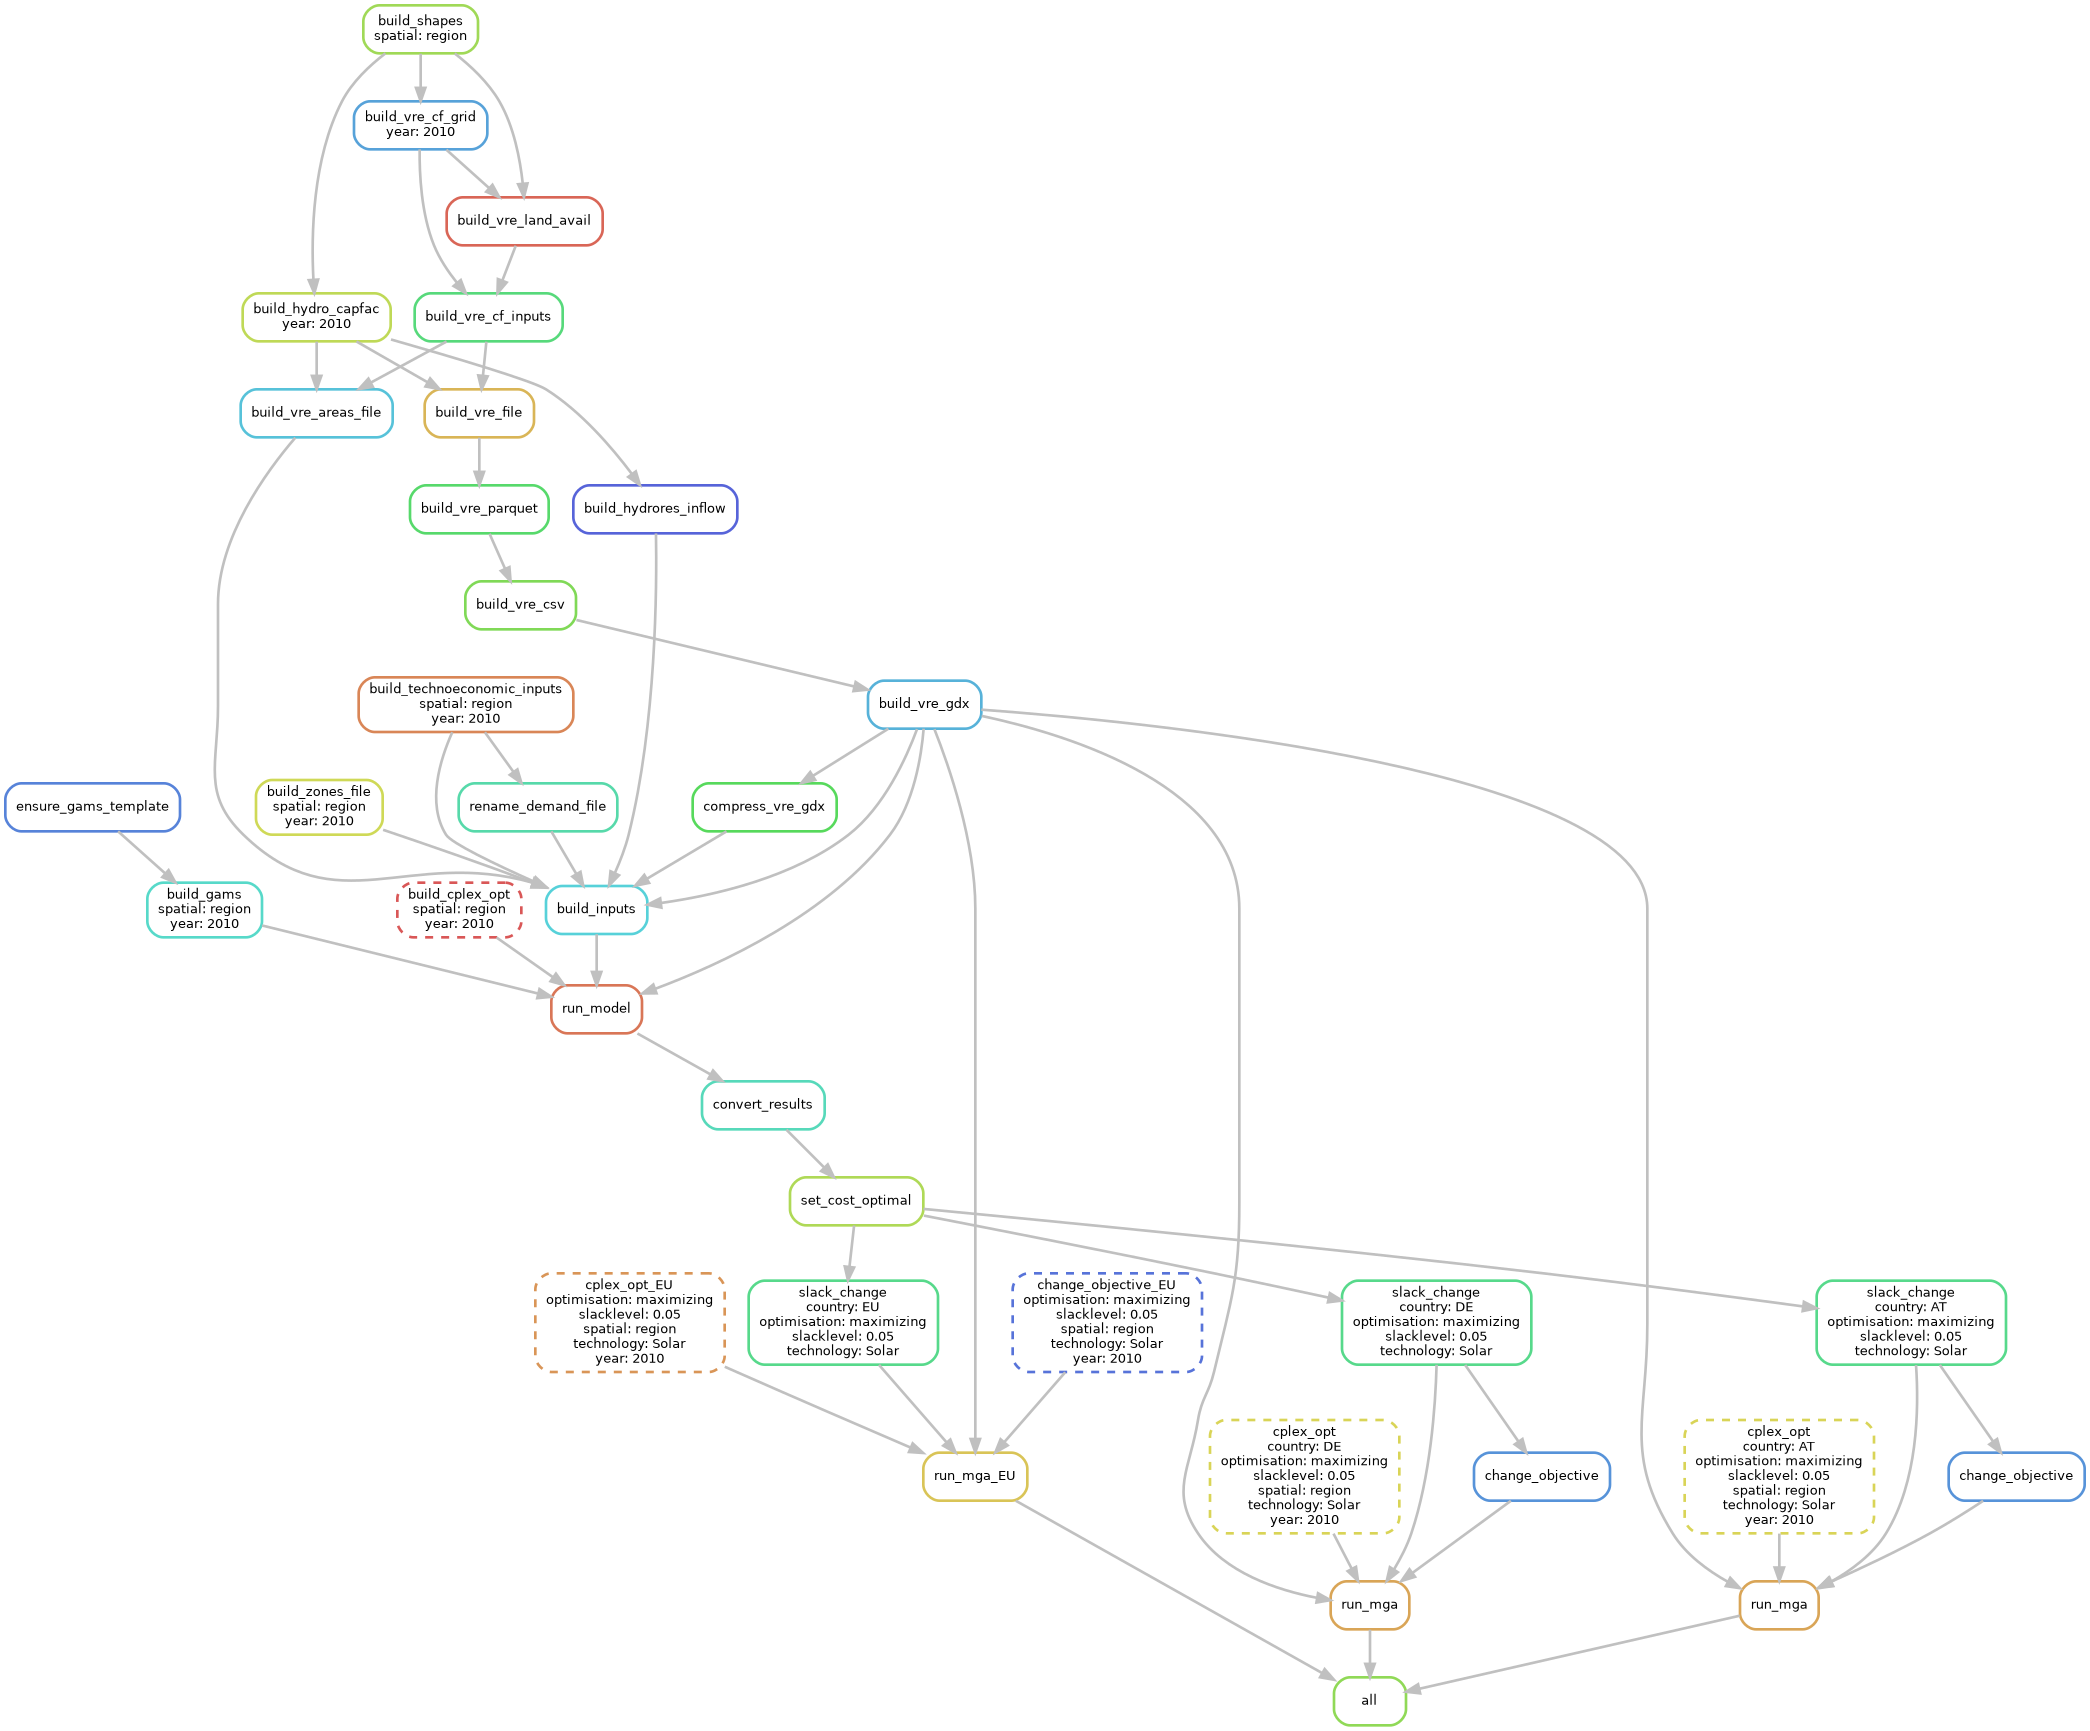 build_shapes
spatial: region
build_vre_cf_grid
year: 2010
build_vre_land_avail
build_hydro_capfac
year: 2010
build_vre_cf_inputs
build_vre_areas_file
build_vre_file
build_vre_parquet
build_hydrores_inflow
build_vre_csv
build_technoeconomic_inputs
spatial: region
year: 2010
build_vre_gdx
ensure_gams_template
build_zones_file
spatial: region
year: 2010
rename_demand_file
compress_vre_gdx
build_gams
spatial: region
year: 2010
build_cplex_opt
spatial: region
year: 2010
build_inputs
run_model
convert_results
set_cost_optimal
cplex_opt_EU
optimisation: maximizing
slacklevel: 0.05
spatial: region
technology: Solar
year: 2010
slack_change
country: EU
optimisation: maximizing
slacklevel: 0.05
technology: Solar
change_objective_EU
optimisation: maximizing
slacklevel: 0.05
spatial: region
technology: Solar
year: 2010
slack_change
country: DE
optimisation: maximizing
slacklevel: 0.05
technology: Solar
slack_change
country: AT
optimisation: maximizing
slacklevel: 0.05
technology: Solar
run_mga_EU
cplex_opt
country: DE
optimisation: maximizing
slacklevel: 0.05
spatial: region
technology: Solar
year: 2010
change_objective
cplex_opt
country: AT
optimisation: maximizing
slacklevel: 0.05
spatial: region
technology: Solar
year: 2010
change_objective
run_mga
run_mga
all